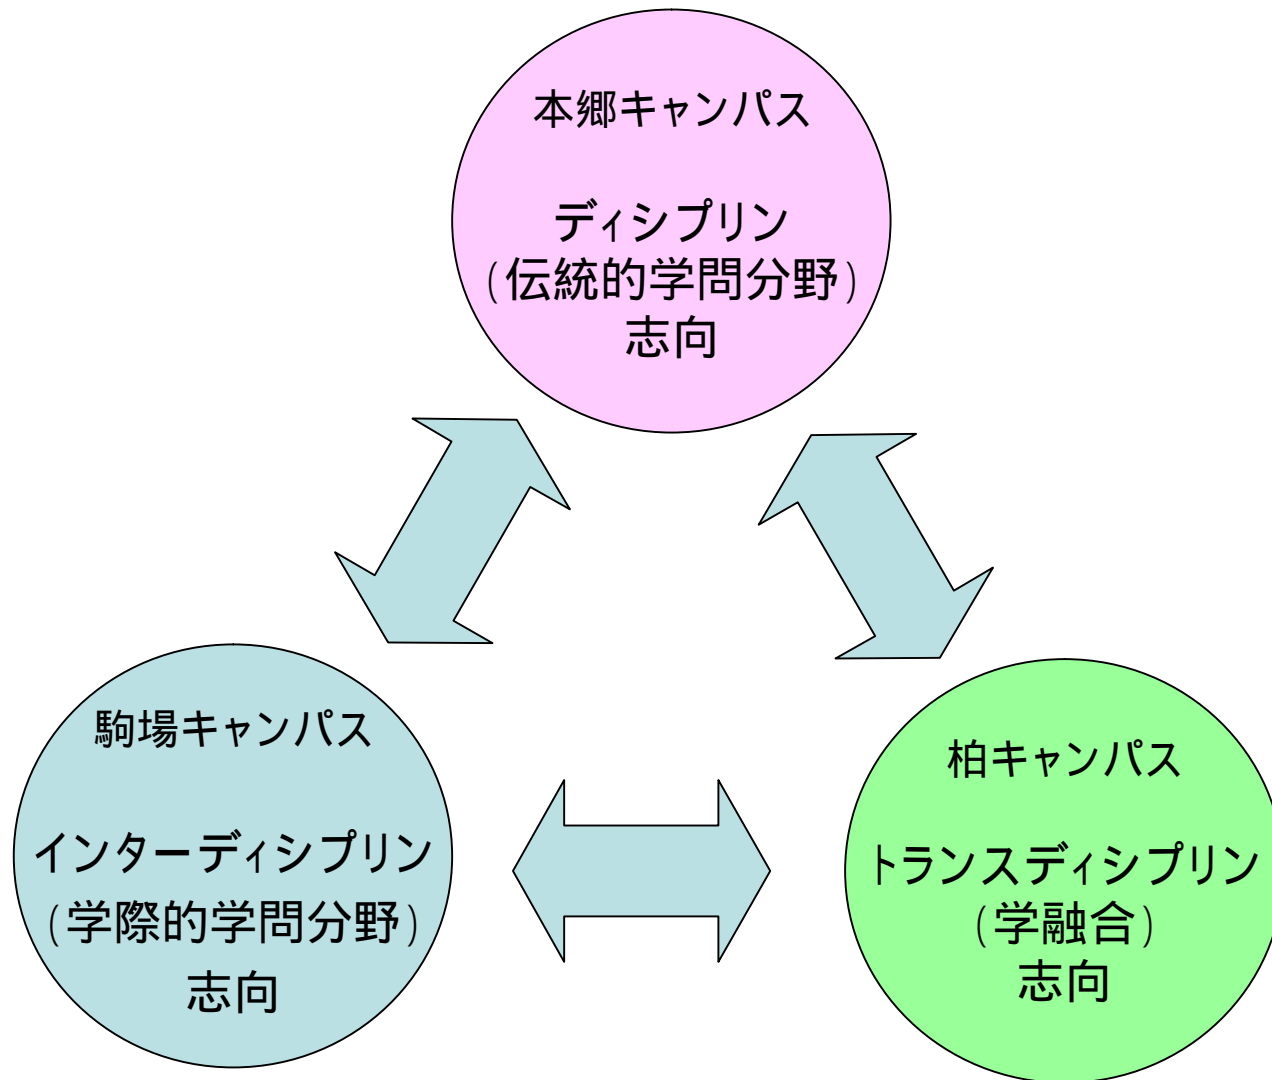 本郷キャンパス
ディシプリン
(伝統的学問分野)
志向
駒場キャンパス
インターディシプリン
(学際的学問分野)
志向
柏キャンパス
トランスディシプリン
(学融合)
志向